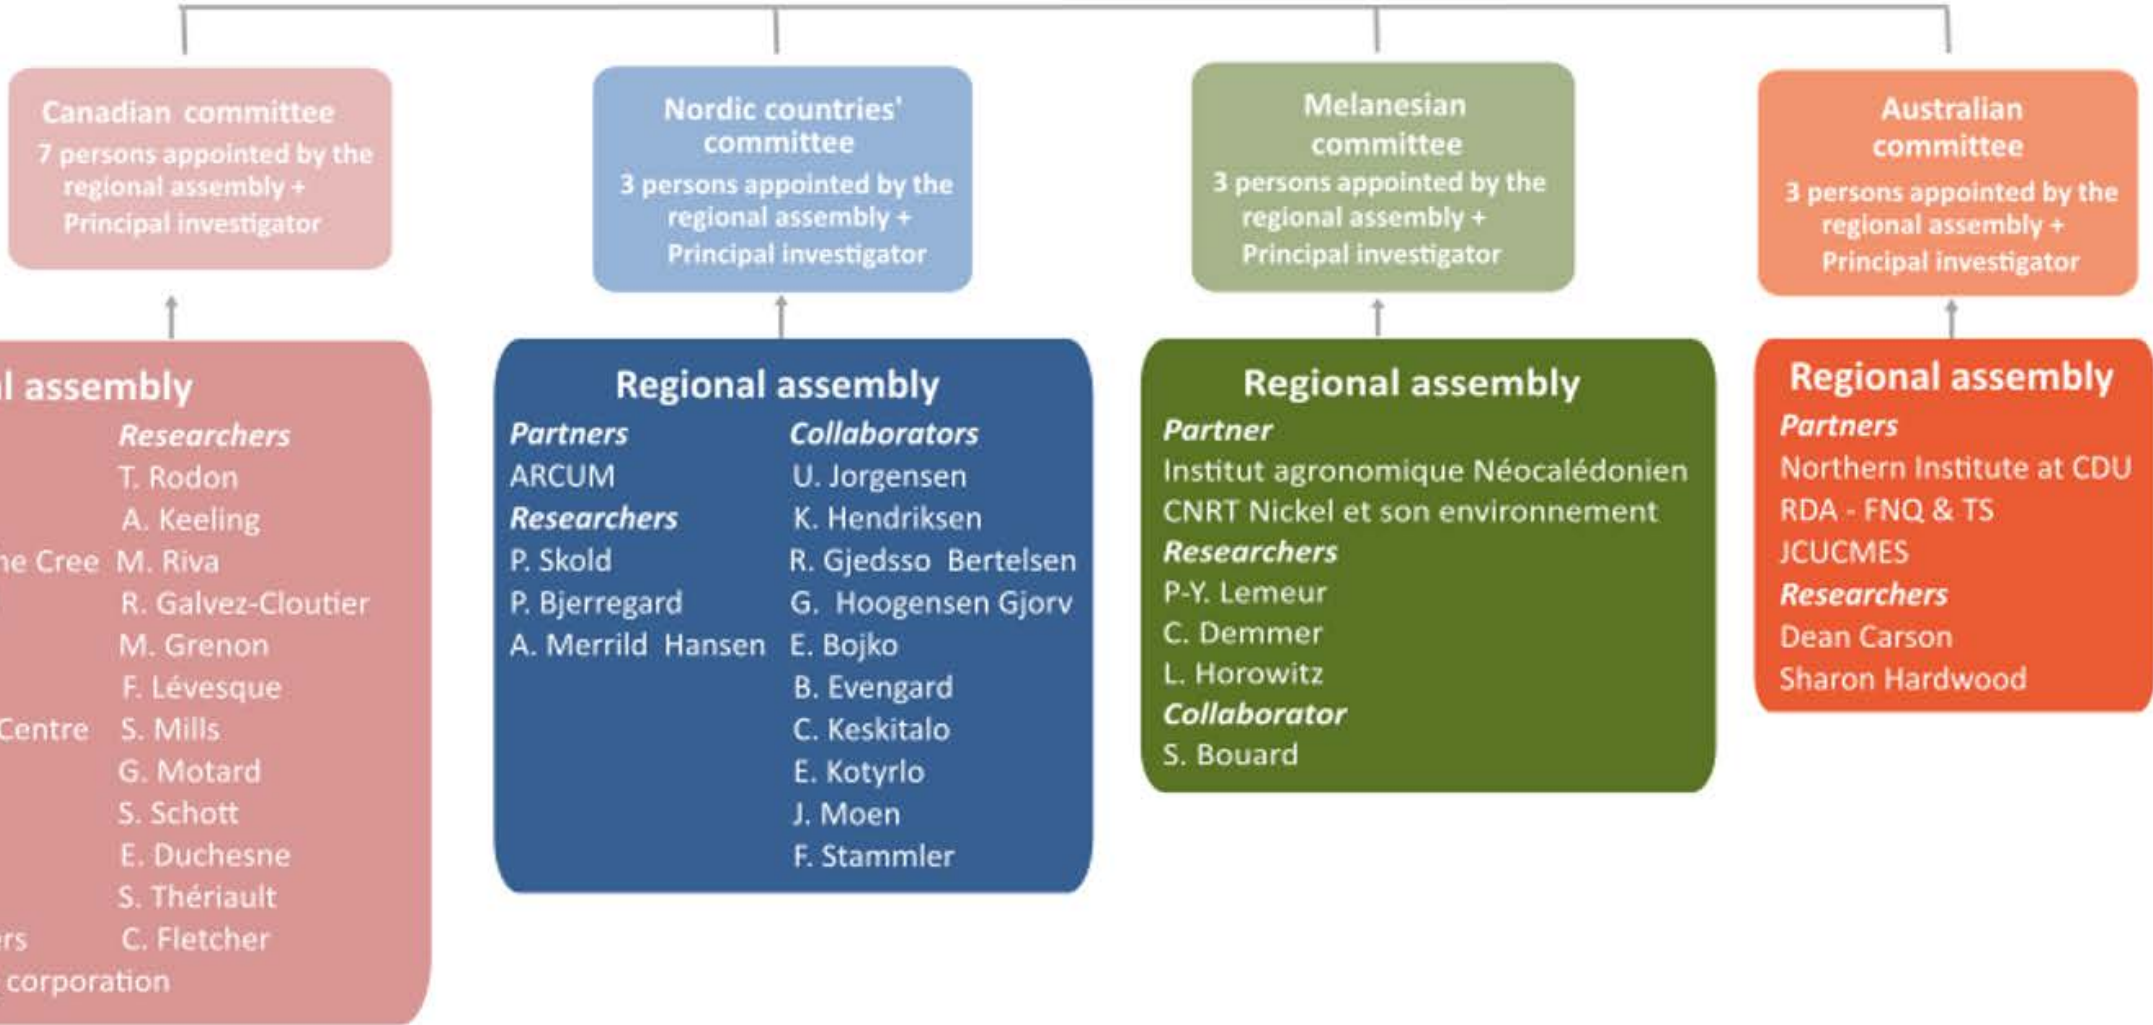 Canadian committee
7 persons appointed by the
regional assembly +
Principal investigator
Nordic countries'
committee
3 persons appointed by the
regional assembly +
Principal investigator
Melanesian
committee
3 persons appointed by the
regional assembly +
Principal investigator
Australian
committee
3 persons appointed by the
regional assembly +
Principal investigator
assembly
Researchers
T. Rodon
A. Keeling
Cree
M. Riva
R. Galvez-Cloutier
M. Grenon
F. Lévesque
Centre
S. Mills
G. Motard
S. Schott
E. Duchesne
S. Thériault
C. Fletcher
corporation
Regional assembly
Partners
ARCUM
Researchers
P. Skold
P. Bjerregard
A. Merrild Hansen
Collaborators
U. Jorgensen
K. Hendriksen
R. Gjedsso Bertelsen
G. Hoogensen Gjorv
E. Bojko
B. Evengard
C. Keskitalo
E. Kotyrlo
J. Moen
F. Stammler
Regional assembly
Partner
Institut agronomique Néocalédonien
CNRT Nickel et son environnement
Researchers
P-Y. Lemeur
C. Demmer
L. Horowitz
Collaborator
S. Bouard
Regional assembly
Partners
Northern Institute at CDU
RDA - FNQ & TS
JCUCMES
Researchers
Dean Carson
Sharon Hardwood